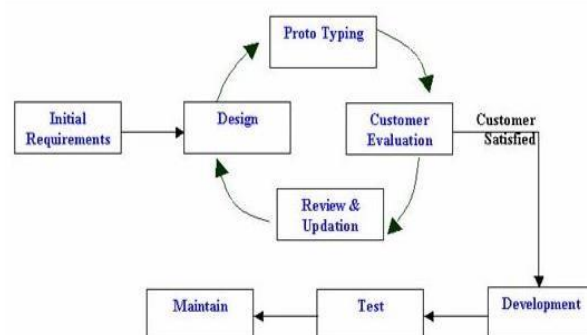 Proto Typing
Initial
Requirements
Design
Customer
Evaluation
Customer
Satisfied
Review &
Updation
Maintain
Test
Development